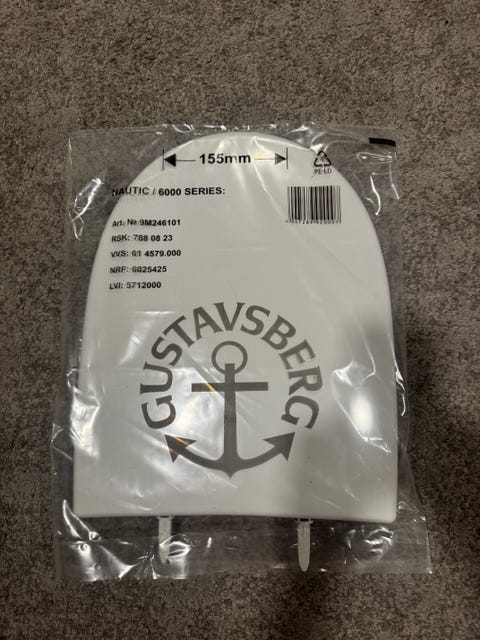 155mm
PE-LD
NAUTIC / 6000 SERIES:
Art. № 9M246101
RSK: 788 08 23
VVS: 61 4579.000
NRF: 6025425
LVI: 5712000
GUSTAVSBERG